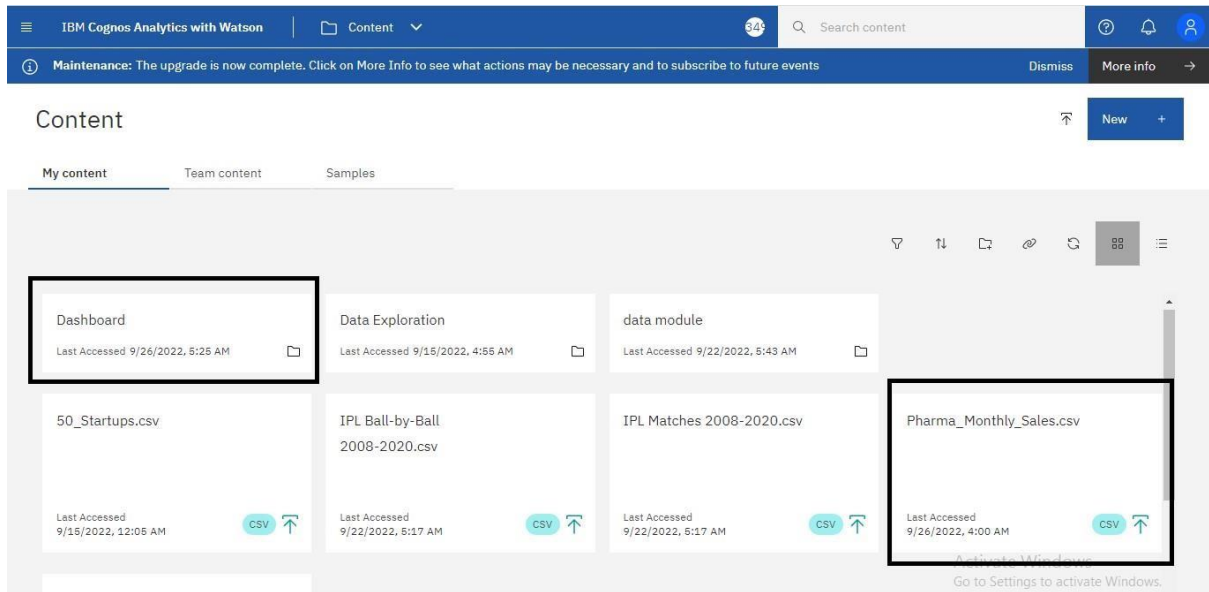 IBM Cognos Analytics with Watson
Content
349
Search content
Maintenance: The upgrade is now complete. Click on More Info to see what actions may be necessary and to subscribe to future events
Dismiss
More info
Content
New +
My content
Team content
Samples
Dashboard
Last Accessed 9/26/2022, 5:25 AM
Data Exploration
Last Accessed 9/15/2022, 4:55 AM
data module
Last Accessed 9/22/2022, 5:43 AM
50_Startups.csv
Last Accessed
9/15/2022, 12:05 AM
CSV
IPL Ball-by-Ball
2008-2020.csv
Last Accessed
9/22/2022, 5:17 AM
CSV
IPL Matches 2008-2020.csv
Last Accessed
9/22/2022, 5:17 AM
CSV
Pharma_Monthly_Sales.csv
Last Accessed
9/26/2022, 4:00 AM
CSV
Activate Windows
Go to Settings to activate Windows.